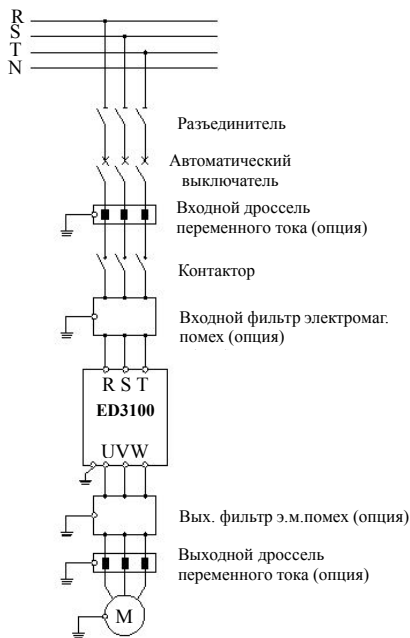 R
S
T
N
Разъединитель
Автоматический
выключатель
Входной дроссель
переменного тока (опция)
Контактор
Входной фильтр электромаг.
помех (опция)
R S T
ED3100
UVW
Вых. фильтр э.м.помех (опция)
Выходной дроссель
переменного тока (опция)
M